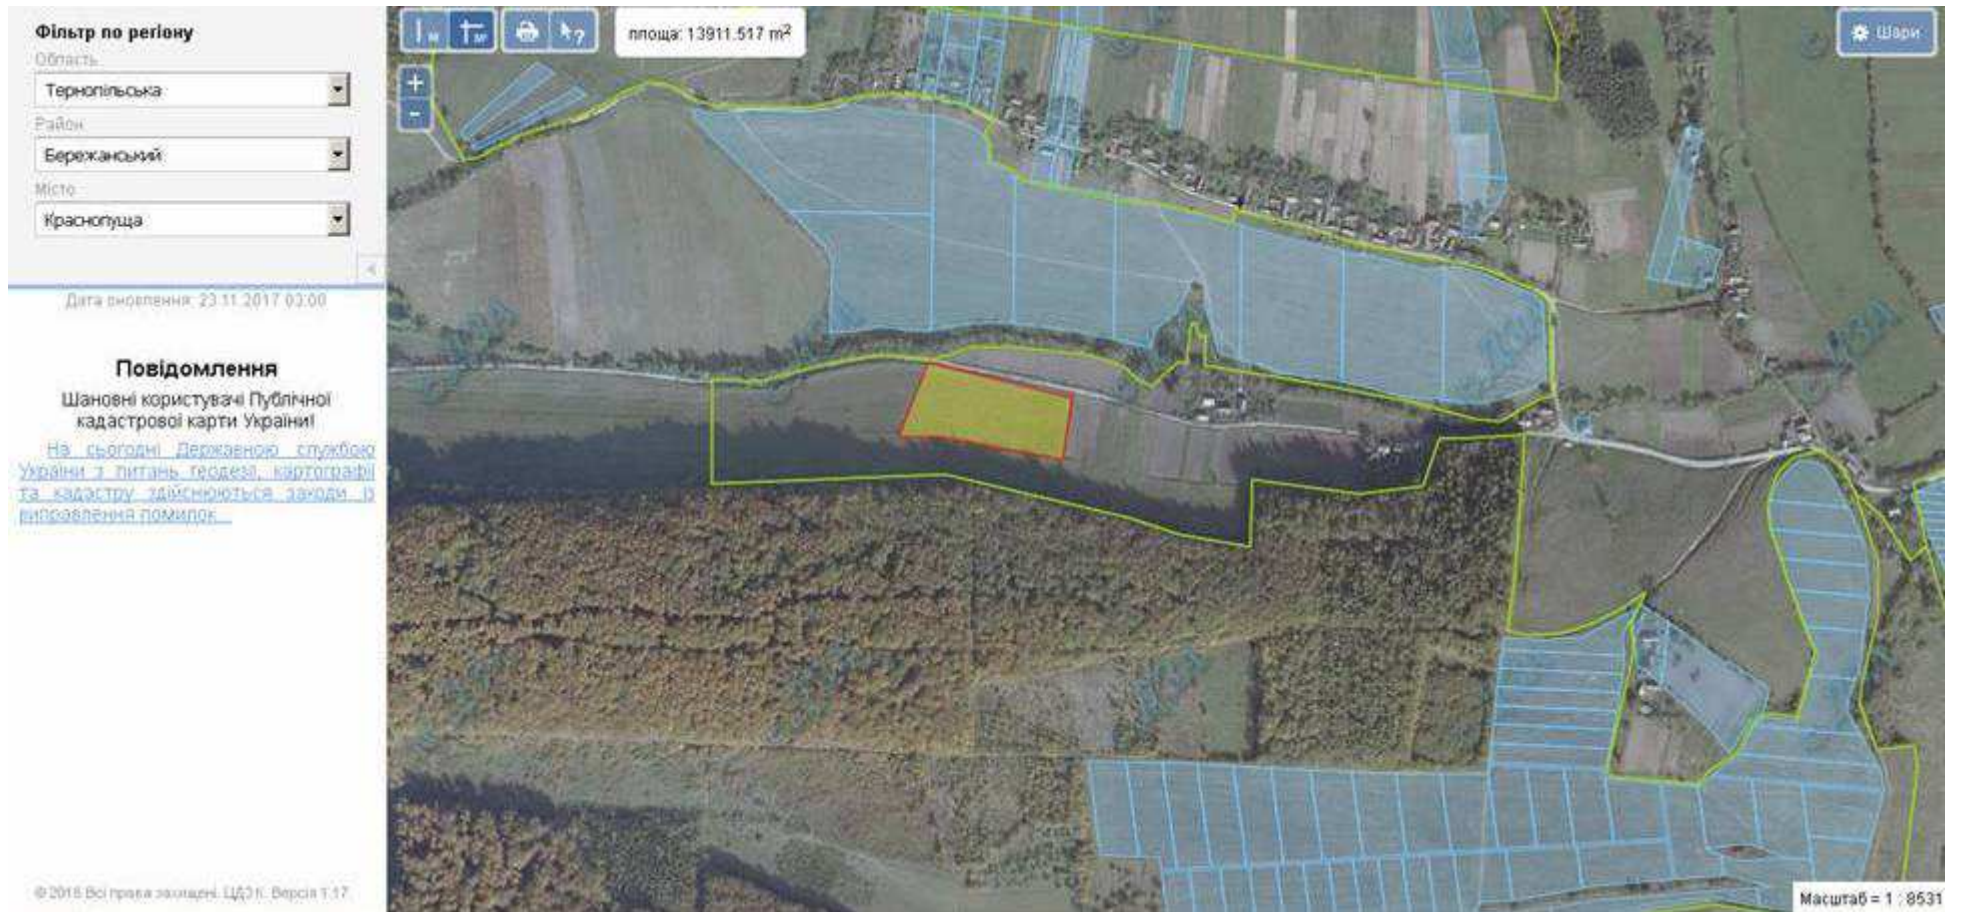 Фільтр по регіону
Область
Тернопільська
Район
Бережанський
Місто
Краснопуща
Дата оновлення: 23.11.2017 03:00
Повідомлення
Шановні користувачі Публічної
кадастрової карти України!
На сьогодні Державною службою
України з питань геодезії, картографії
та кадастру здійснюються заходи із
виправлення помилок...
© 2016 Всі права захищені. ЦДЗК. Версія 1.17
м
м²
?
площа: 13911.517 m²
+
-
Шари
Масштаб = 1 : 8531